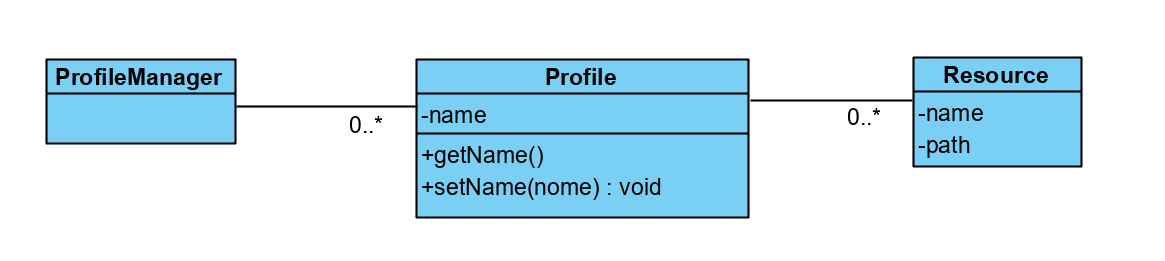 ProfileManager
0..*
Profile
-name
+getName()
+setName(nome) : void
0..*
Resource
-name
-path